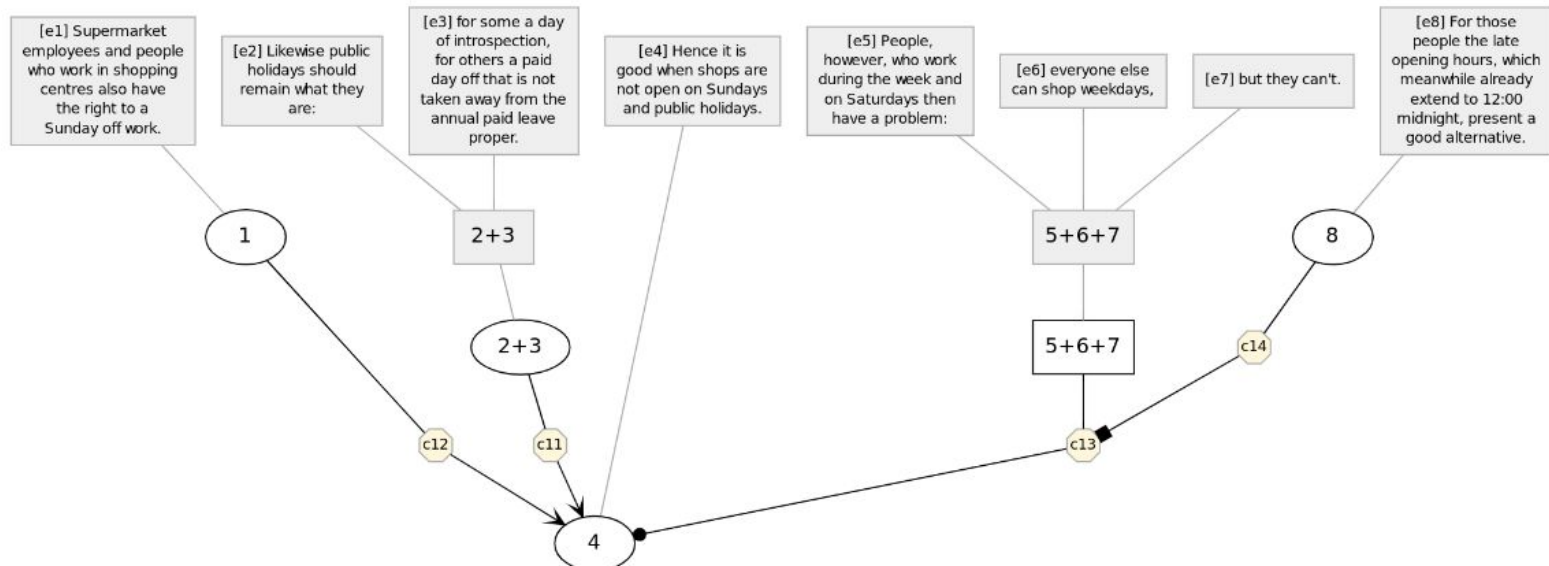 [e1] Supermarket
employees and people
who work in shopping
centres also have
the right to a
Sunday off work.
[e2] Likewise public
holidays should
remain what they
are:
[e3] for some a day
of introspection,
for others a paid
day off that is not
taken away from the
annual paid leave
proper.
[e4] Hence it is
good when shops are
not open on Sundays
and public holidays.
[e5] People,
however, who work
during the week and
on Saturdays then
have a problem:
[e6] everyone else
can shop weekdays,
[e7] but they can't.
[e8] For those
people the late
opening hours, which
meanwhile already
extend to 12:00
midnight, present a
good alternative.
1
2+3
5+6+7
8
2+3
5+6+7
c14
c12
c11
c13
4